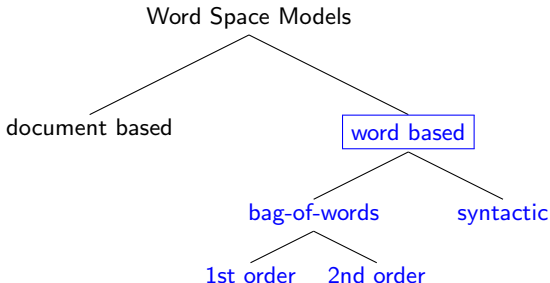 Word Space Models
document based
word based
bag-of-words
syntactic
1st order
2nd order